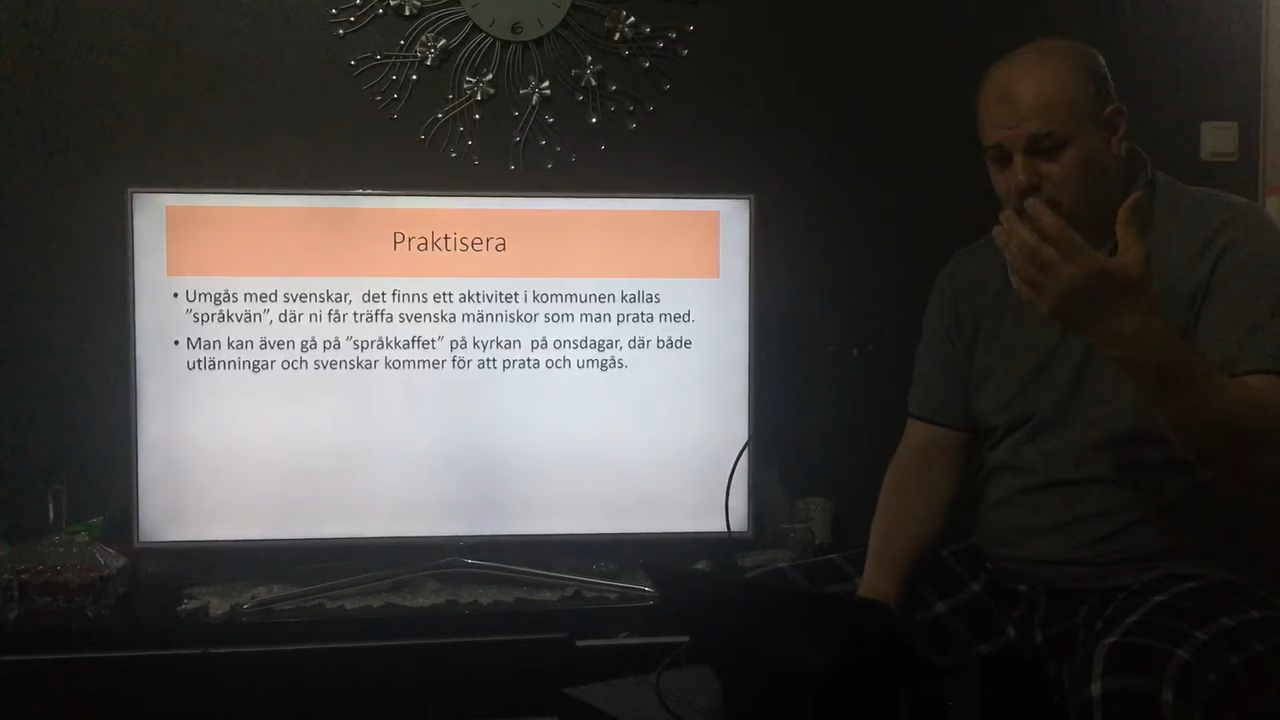 6
Praktisera
• Umgås med svenskar, det finns ett aktivitet i kommunen kallas
”språkvän”, där ni får träffa svenska människor som man prata med.
• Man kan även gå på ”språkkaffet” på kyrkan på onsdagar, där både
utlänningar och svenskar kommer för att prata och umgås.